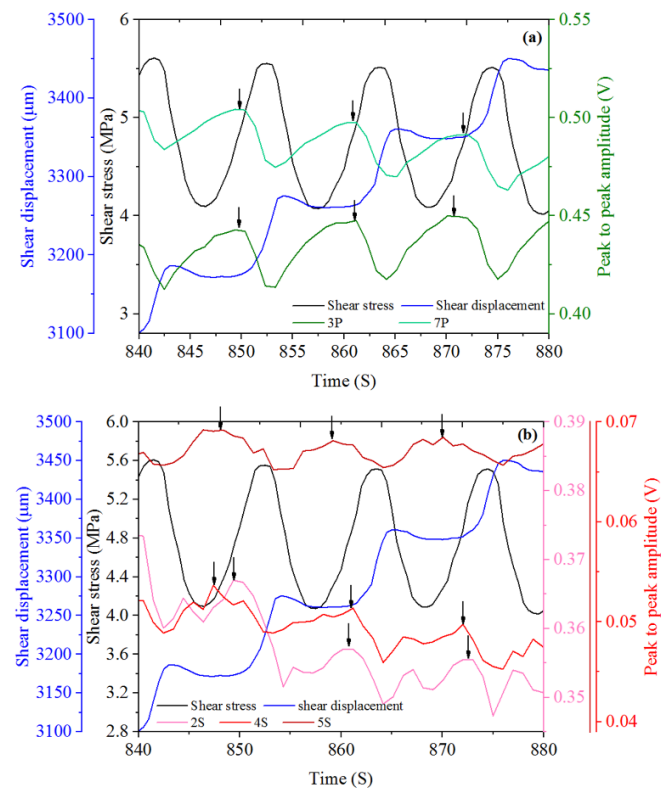 (a)
3500
3400
3300
3200
3100
Shear displacement (μm)
6
5
4
3
Shear stress (MPa)
0.55
0.50
0.45
0.40
Peak to peak amplitude (V)
Shear stress Shear displacement
3P 7P
840 845 850 855 860 865 870 875 880
Time (S)
(b)
3500
3450
3400
3350
3300
3250
3200
3150
3100
Shear displacement (μm)
6.0
5.6
5.2
4.8
4.4
4.0
3.6
3.2
2.8
Shear stress (MPa)
0.39
0.38
0.37
0.36
0.35
0.07
0.06
0.05
0.04
Peak to peak amplitude (V)
Shear stress shear displacement
2S 4S 5S
840 845 850 855 860 865 870 875 880
Time (S)